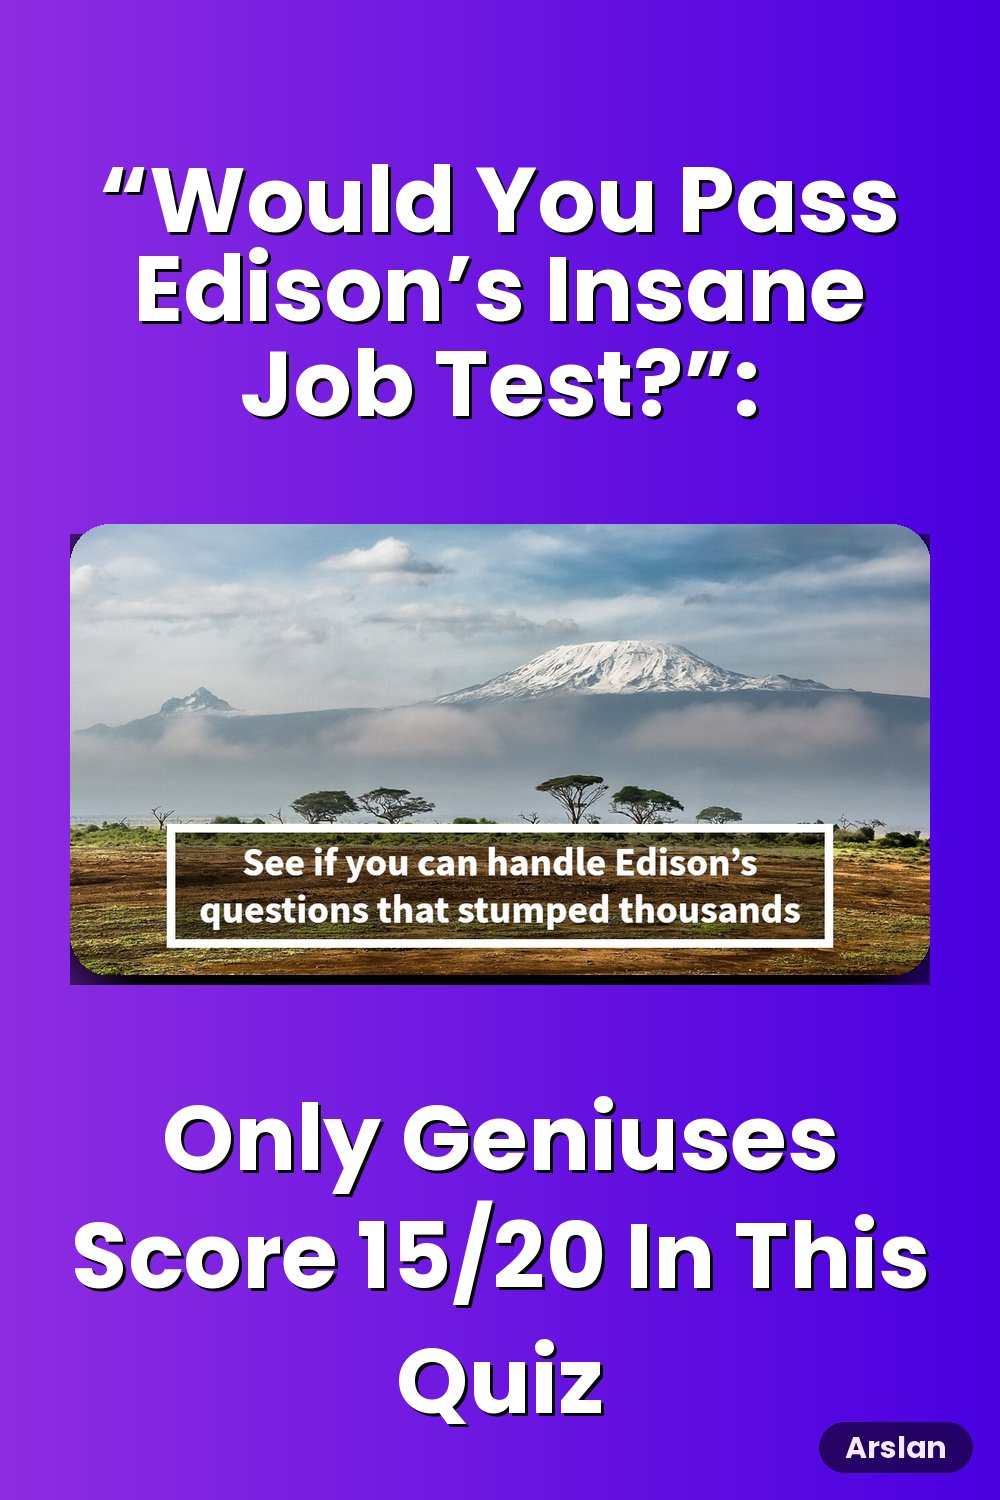 “Would You Pass
Edison’s Insane
Job Test?”:
See if you can handle Edison’s
questions that stumped thousands
Only Geniuses
Score 15/20 In This
Quiz
Arslan